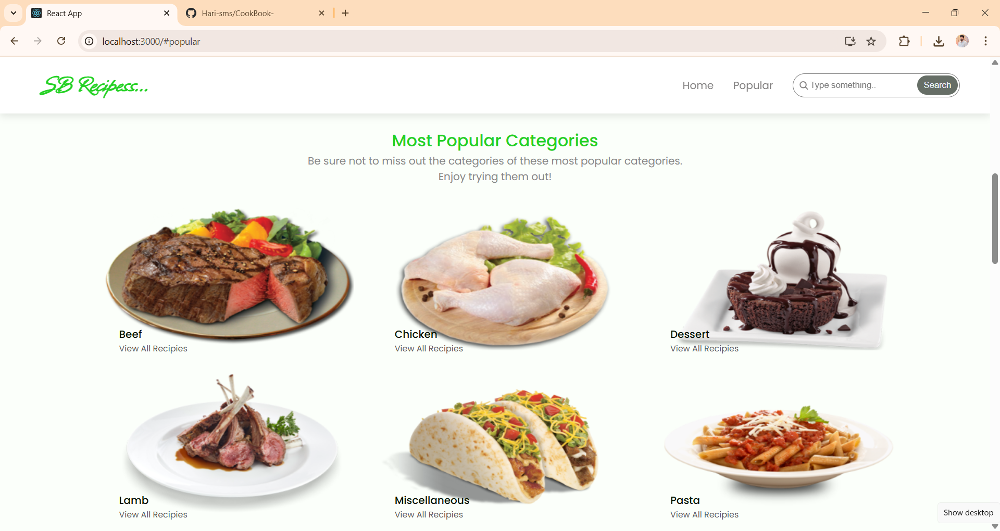 React App
Hari-sms/CookBook-
localhost:3000/#popular
SB Recipess...
Home
Popular
Type something..
Search
Most Popular Categories
Be sure not to miss out the categories of these most popular categories.
Enjoy trying them out!
Beef
View All Recipies
Chicken
View All Recipies
Dessert
View All Recipies
Lamb
View All Recipies
Miscellaneous
View All Recipies
Pasta
View All Recipies
Show desktop